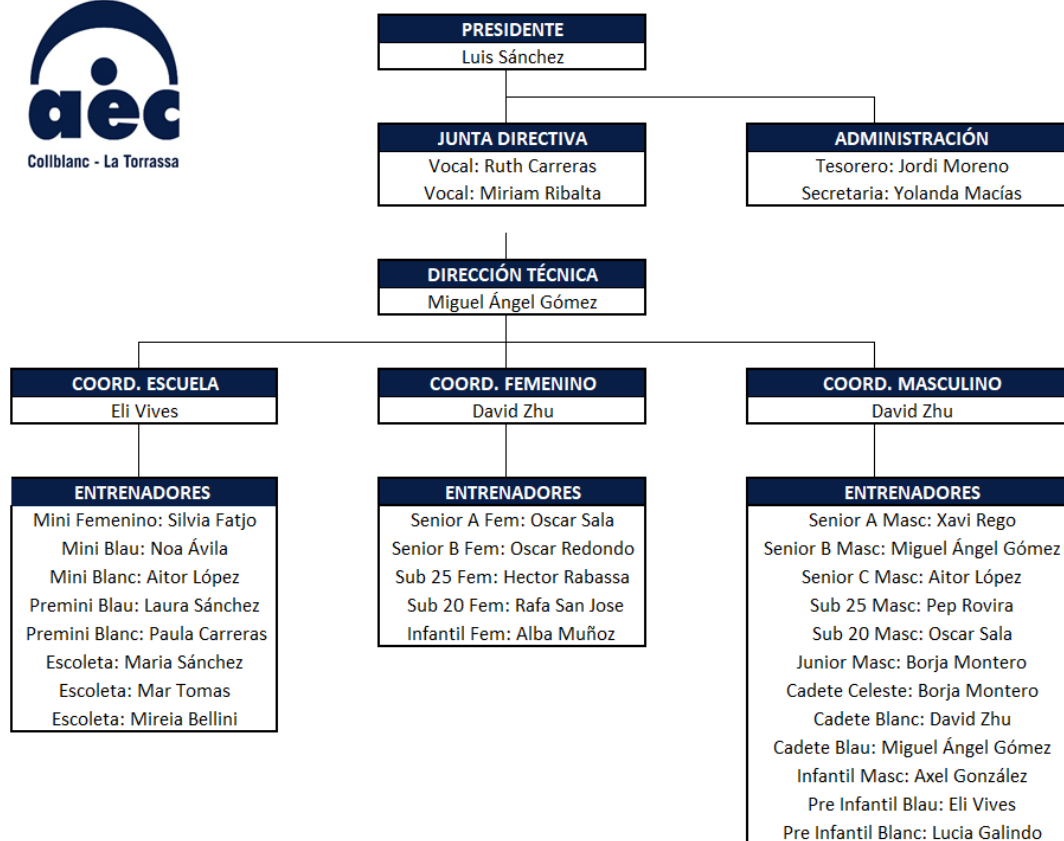 aec
Collblanc - La Torrassa
PRESIDENTE
Luis Sánchez
JUNTA DIRECTIVA
Vocal: Ruth Carreras
Vocal: Miriam Ribalta
ADMINISTRACIÓN
Tesorero: Jordi Moreno
Secretaria: Yolanda Macías
DIRECCIÓN TÉCNICA
Miguel Ángel Gómez
COORD. ESCUELA
Eli Vives
COORD. FEMENINO
David Zhu
COORD. MASCULINO
David Zhu
ENTRENADORES
Mini Femenino: Silvia Fatjo
Mini Blau: Noa Ávila
Mini Blanc: Aitor López
Premini Blau: Laura Sánchez
Premini Blanc: Paula Carreras
Escoleta: Maria Sánchez
Escoleta: Mar Tomas
Escoleta: Mireia Bellini
ENTRENADORES
Senior A Fem: Oscar Sala
Senior B Fem: Oscar Redondo
Sub 25 Fem: Hector Rabassa
Sub 20 Fem: Rafa San Jose
Infantil Fem: Alba Muñoz
ENTRENADORES
Senior A Masc: Xavi Rego
Senior B Masc: Miguel Ángel Gómez
Senior C Masc: Aitor López
Sub 25 Masc: Pep Rovira
Sub 20 Masc: Oscar Sala
Junior Masc: Borja Montero
Cadete Celeste: Borja Montero
Cadete Blanc: David Zhu
Cadete Blau: Miguel Ángel Gómez
Infantil Masc: Axel González
Pre Infantil Blau: Eli Vives
Pre Infantil Blanc: Lucia Galindo